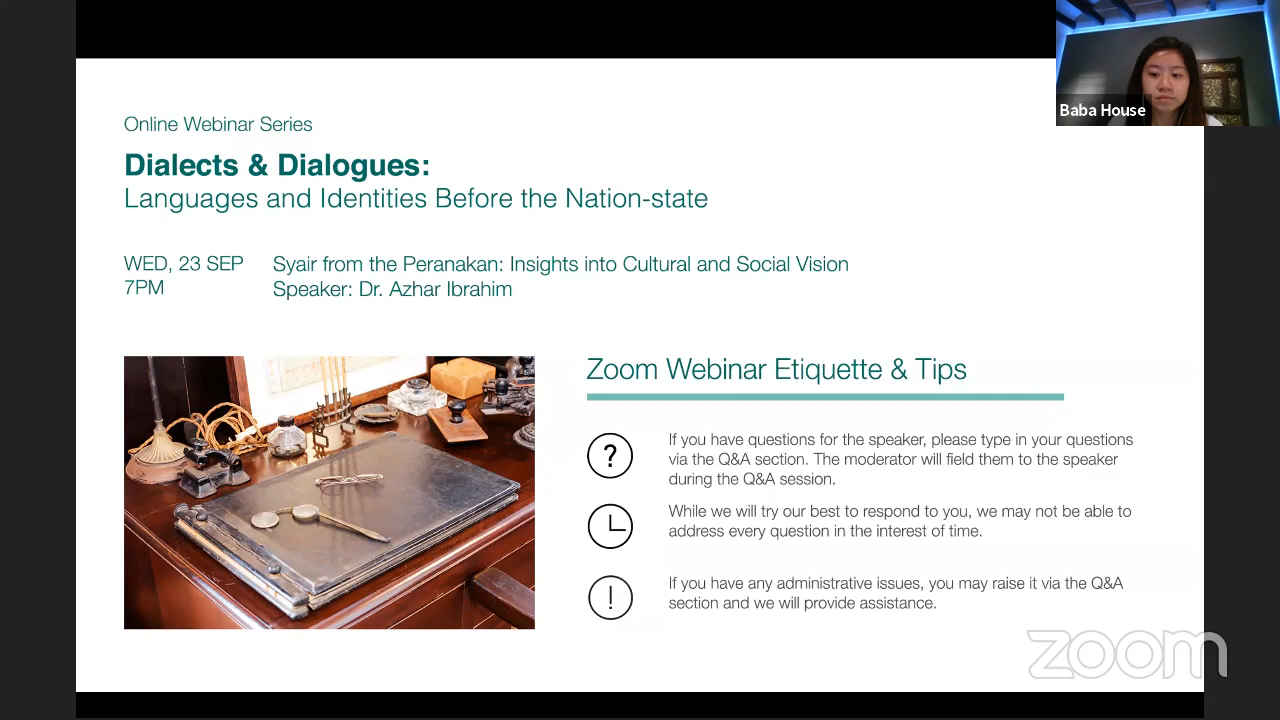 Baba House
Online Webinar Series
Dialects & Dialogues:
Languages and Identities Before the Nation-state
WED, 23 SEP
7PM
Syair from the Peranakan: Insights into Cultural and Social Vision
Speaker: Dr. Azhar Ibrahim
Zoom Webinar Etiquette & Tips
?
If you have questions for the speaker, please type in your questions
via the Q&A section. The moderator will field them to the speaker
during the Q&A session.
While we will try our best to respond to you, we may not be able to
address every question in the interest of time.
!
If you have any administrative issues, you may raise it via the Q&A
section and we will provide assistance.
zoom